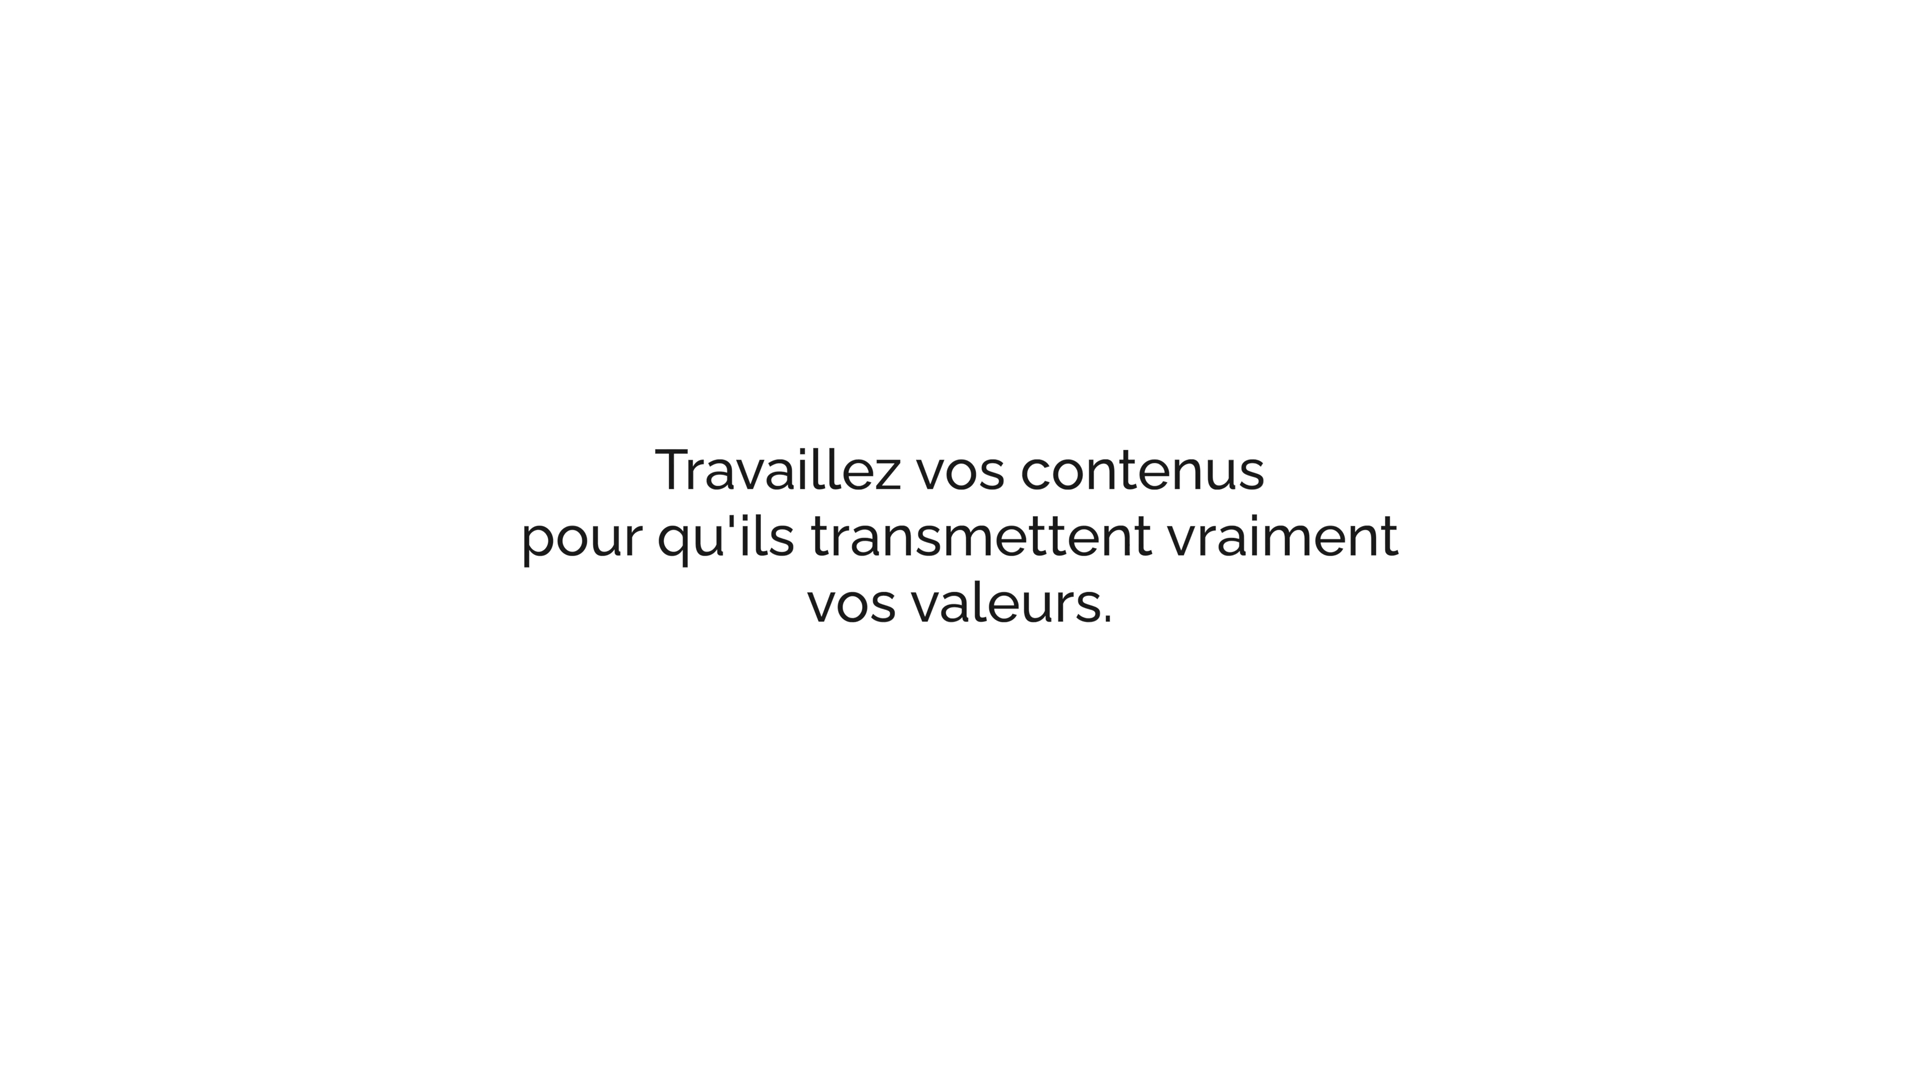 Travaillez vos contenus
pour qu'ils transmettent vraiment
vos valeurs.